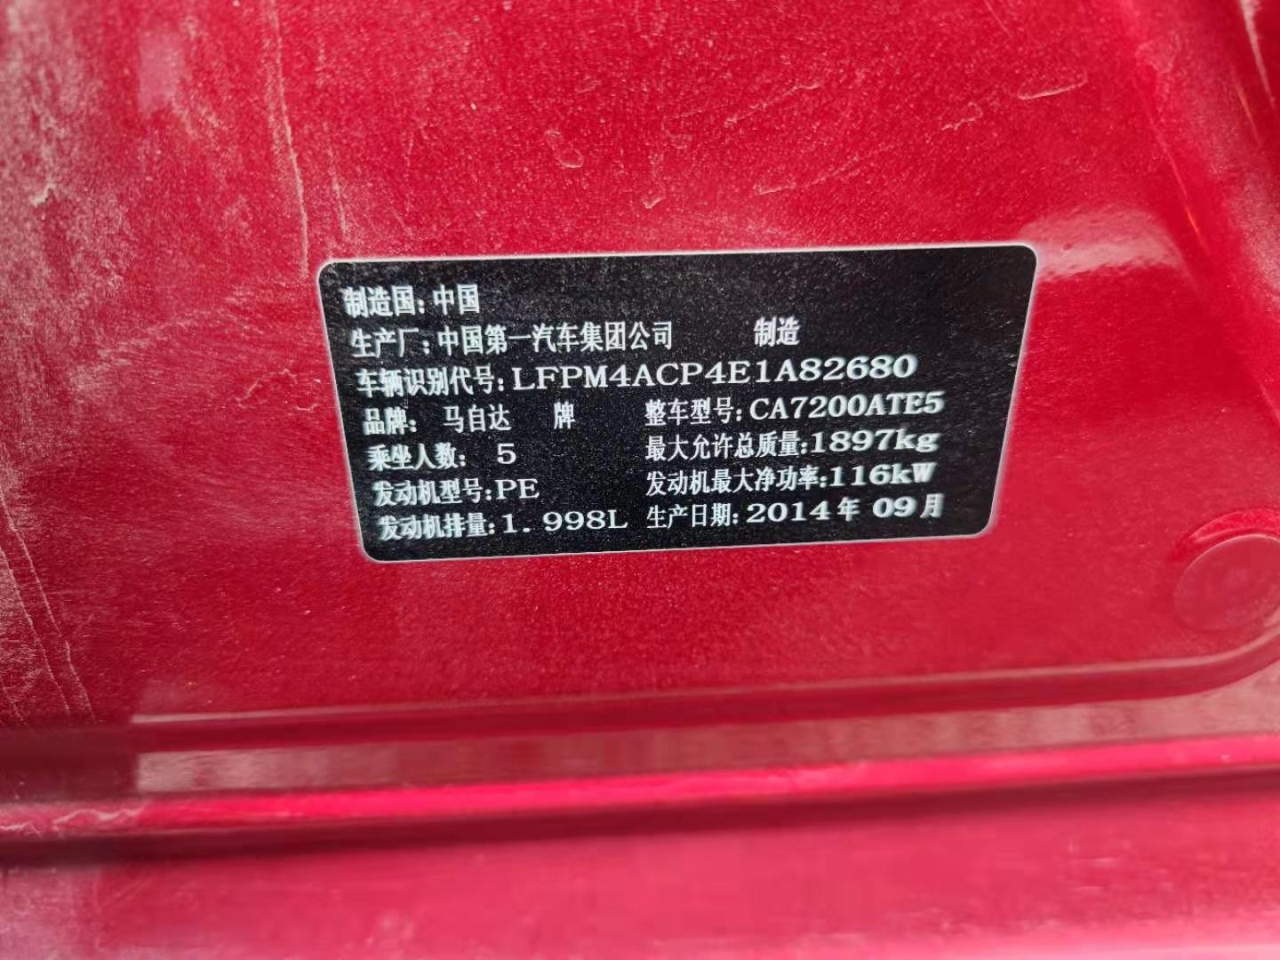 制造国：中国
生产厂：中国第一汽车集团公司 制造
车辆识别代号：LFPM4ACP4E1A82680
品牌： 马自达 牌 整车型号：CA7200ATE5
乘坐人数： 5 最大允许总质量：1897kg
发动机型号：PE 发动机最大净功率：116kW
发动机排量：1.998L 生产日期：2014年 09月